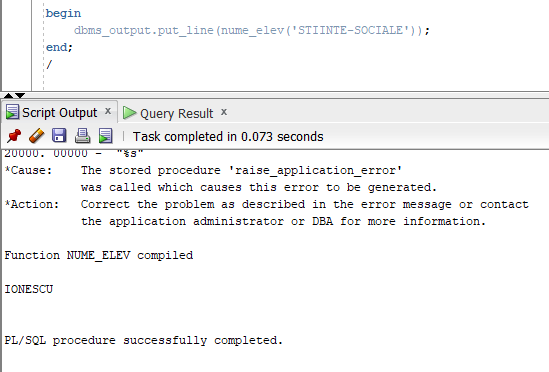 begin
dbms_output.put_line(nume_elev('STIINTE-SOCIALE'));
end;
/
Script Output x Query Result x
Task completed in 0.073 seconds
20000. 00000 - "%s"
*Cause: The stored procedure 'raise_application_error'
was called which causes this error to be generated.
*Action: Correct the problem as described in the error message or contact
the application administrator or DBA for more information.
Function NUME_ELEV compiled
IONESCU
PL/SQL procedure successfully completed.